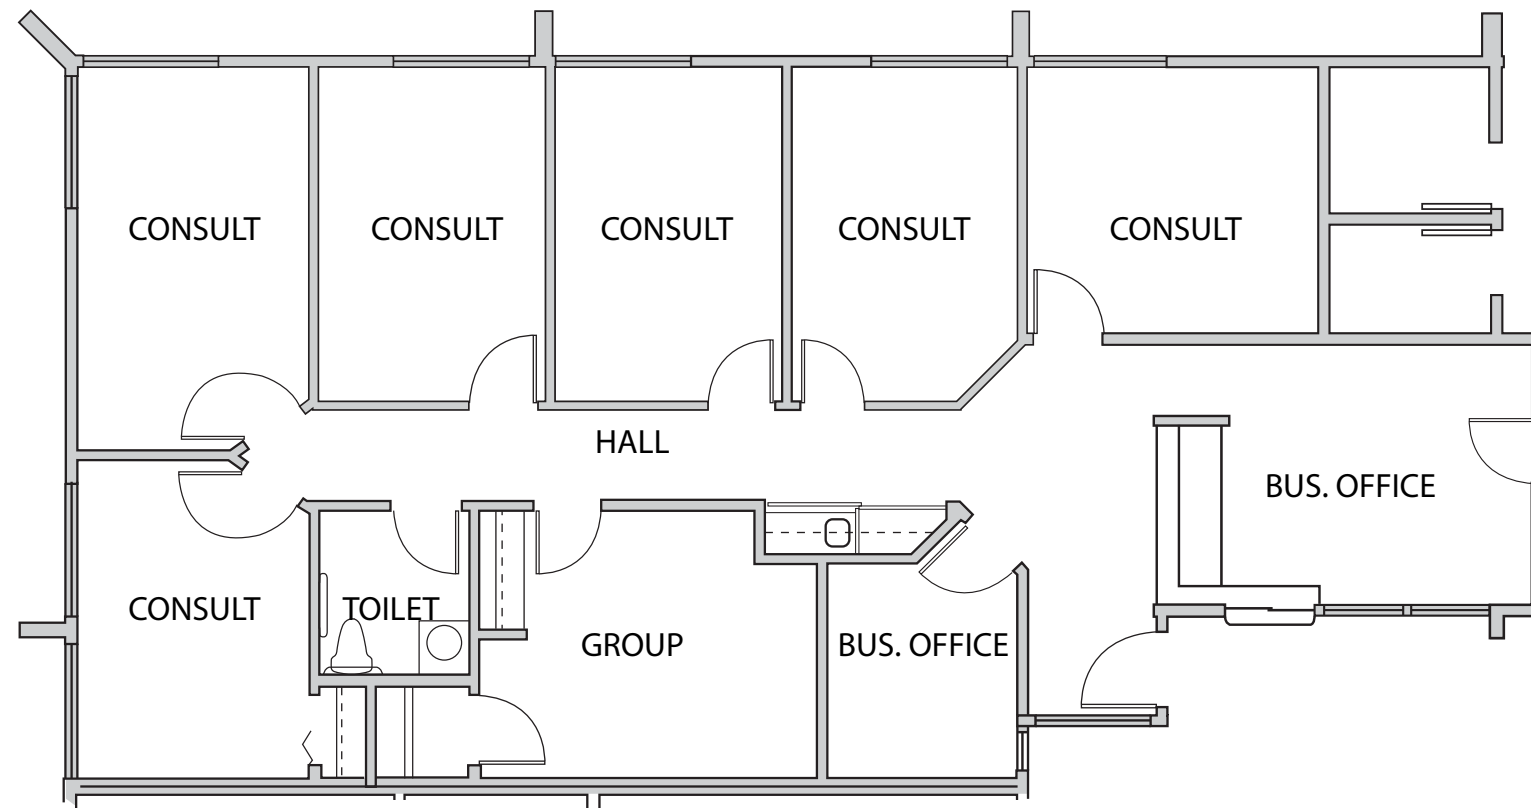 CONSULT
CONSULT
CONSULT
CONSULT
CONSULT
HALL
BUS. OFFICE
CONSULT
TOILET
GROUP
BUS. OFFICE